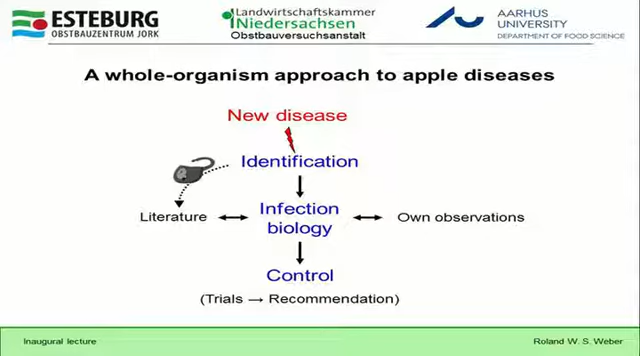 ESTEBURG
OBSTBAUZENTRUM JORK
Landwirtschaftskammer
Niedersachsen
Obstbauversuchsanstalt
AARHUS
UNIVERSITY
DEPARTMENT OF FOOD SCIENCE
A whole-organism approach to apple diseases
New disease
Identification
Literature
Infection
biology
Own observations
Control
(Trials → Recommendation)
Inaugural lecture
Roland W. S. Weber